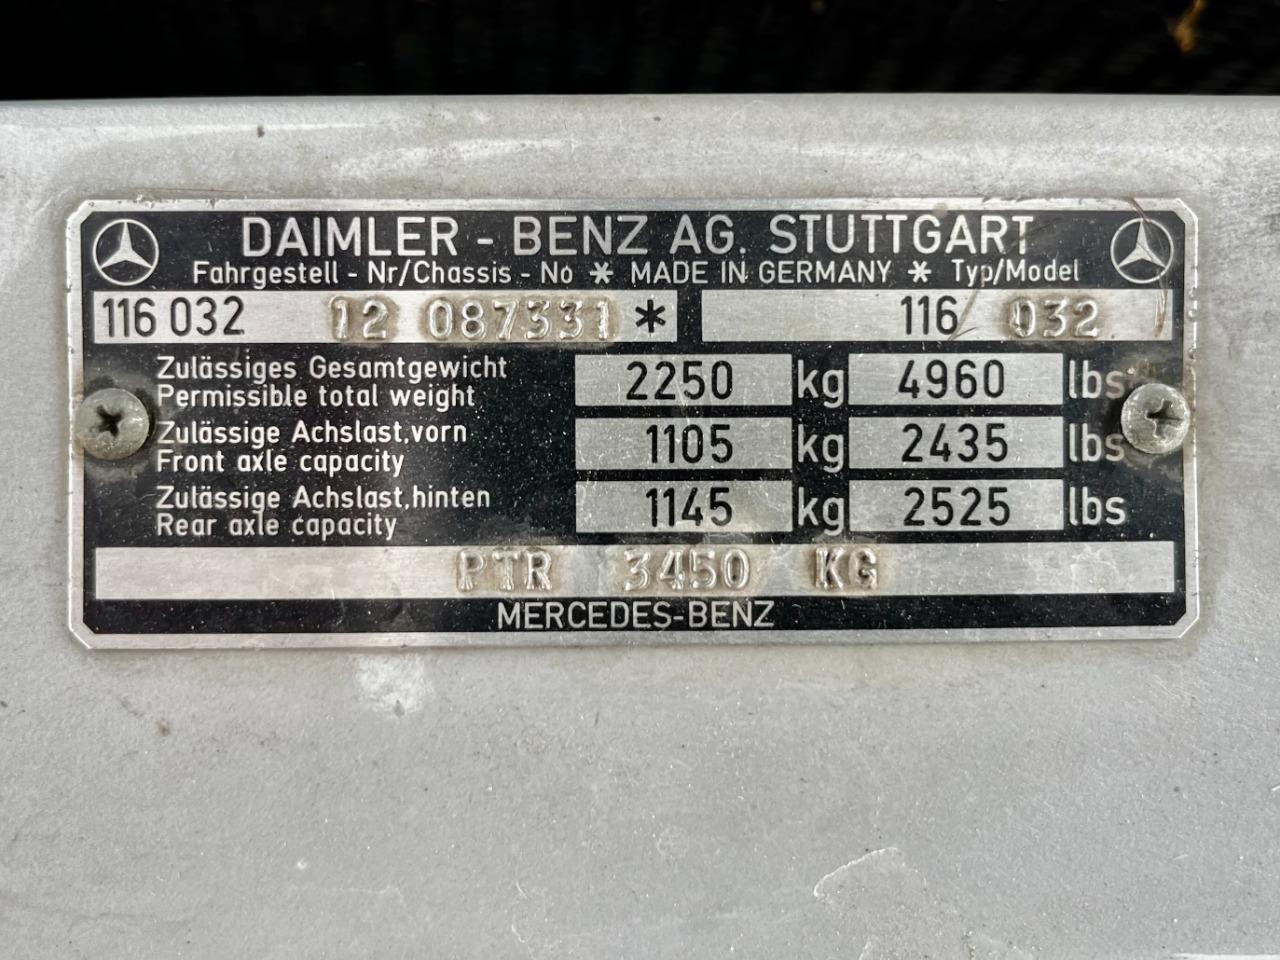 DAIMLER - BENZ AG. STUTTGART
Fahrgestell - Nr/Chassis - No * MADE IN GERMANY * Typ/Model
116 032 12 087331 * 116 032
Zulässiges Gesamtgewicht
Permissible total weight 2250 kg 4960 lbs
Zulässige Achslast,vorn
Front axle capacity 1105 kg 2435 lbs
Zulässige Achslast,hinten
Rear axle capacity 1145 kg 2525 lbs
PTR 3450 KG
MERCEDES-BENZ